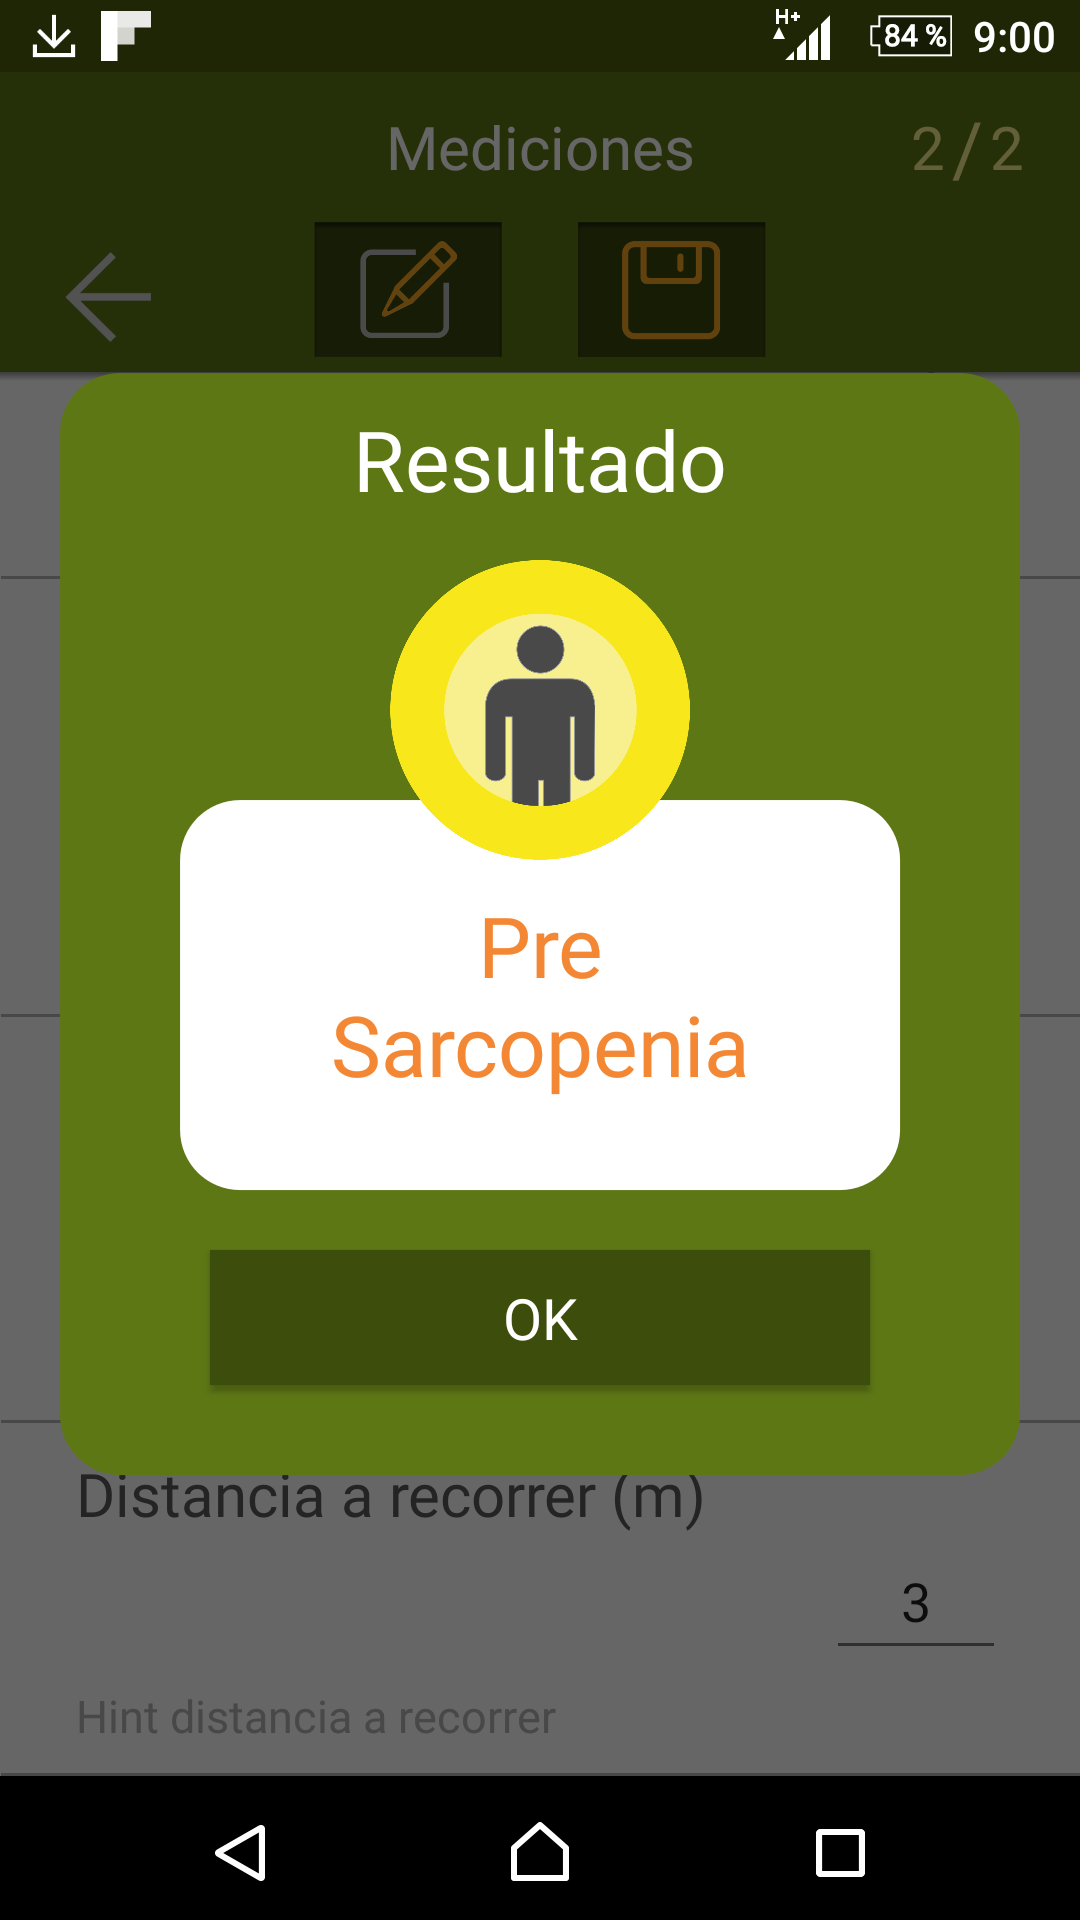 H+
84 %
9:00
Mediciones
2/2
Resultado
Pre
Sarcopenia
OK
Distancia a recorrer (m)
3
Hint distancia a recorrer